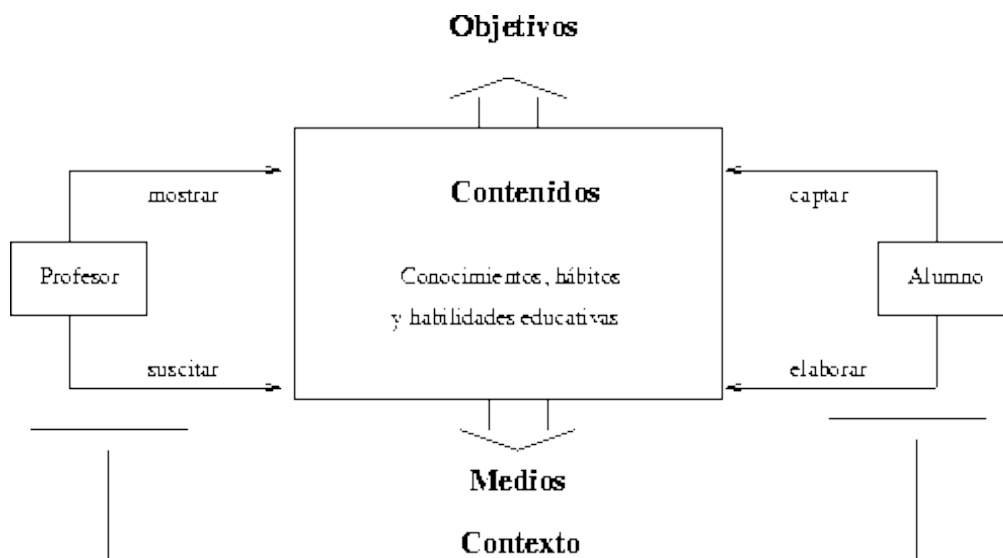 Objetivos
mostrar
Contenidos
captar
Profesor
Conocimientos, hábitos
y habilidades educativas
Alumno
suscitar
elaborar
Medios
Contexto